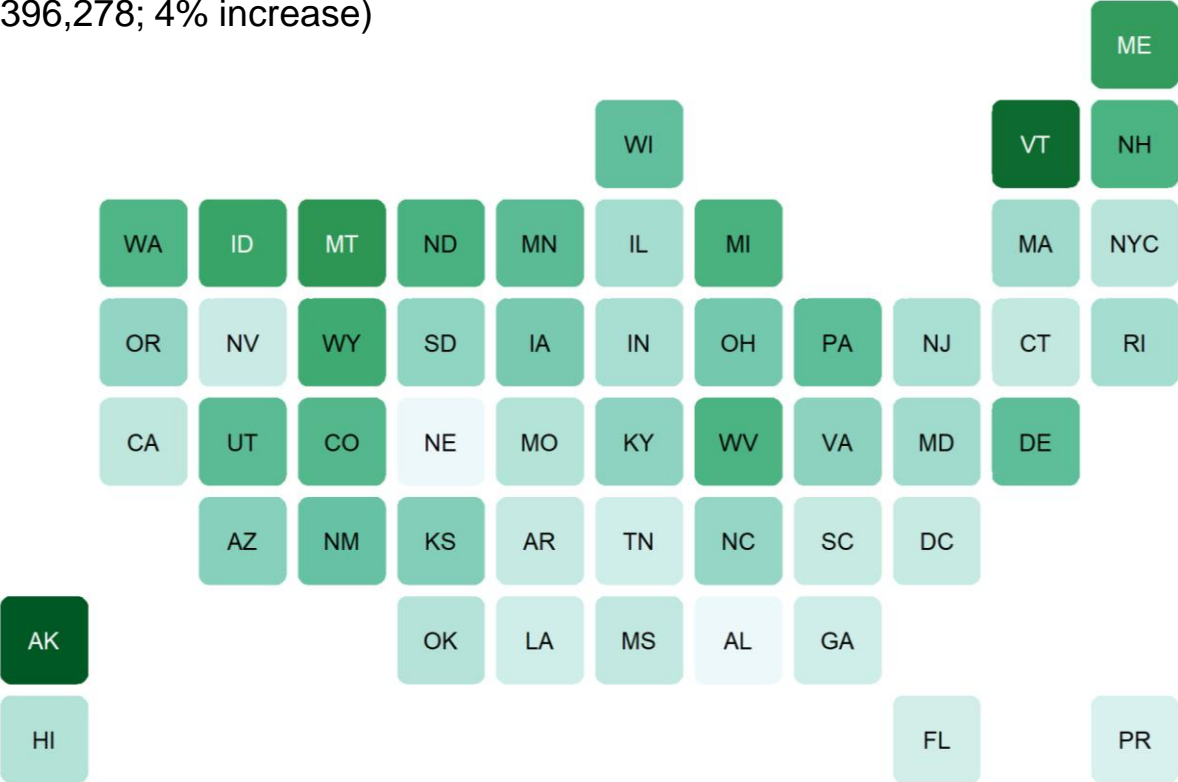 396,278; 4% increase)
ME
WI VT NH
WA ID MT ND MN IL MI MA NYC
OR NV WY SD IA IN OH PA NJ CT RI
CA UT CO NE MO KY WV VA MD DE
AZ NM KS AR TN NC SC DC
AK OK LA MS AL GA
HI FL PR